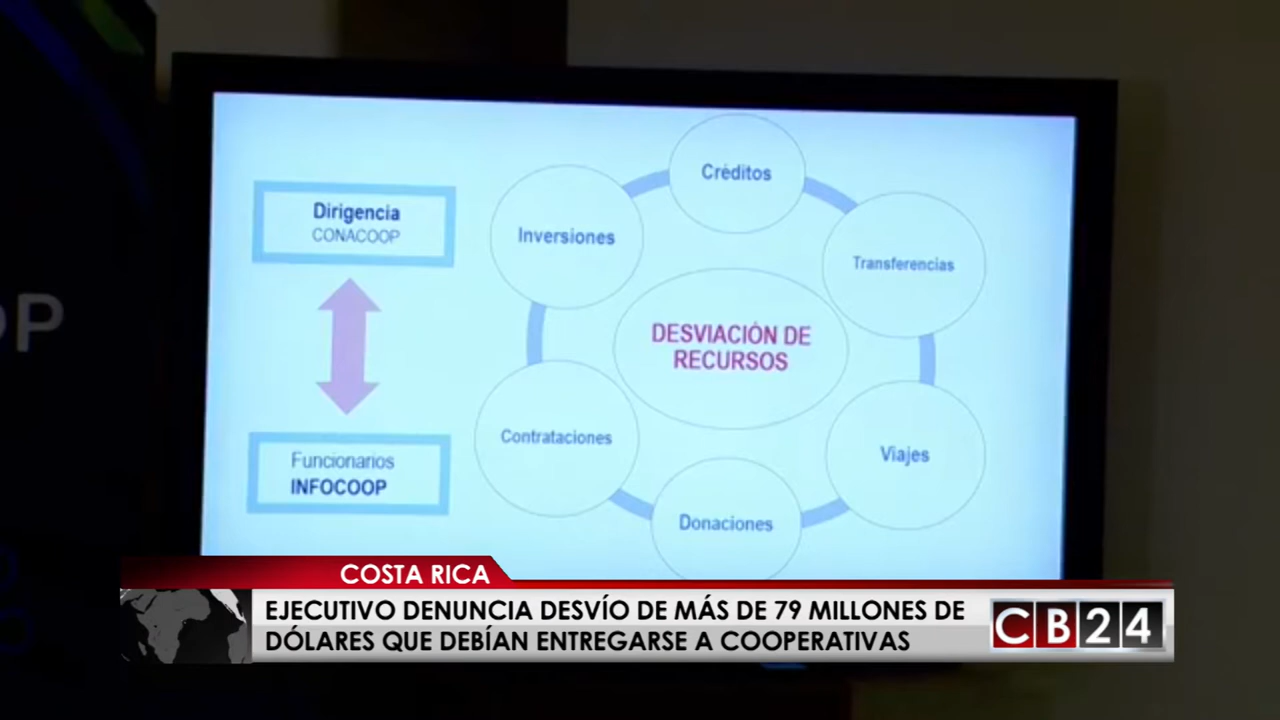 Dirigencia
CONACOOP
Funcionarios
INFOCOOP
Créditos
Inversiones
Transferencias
DESVIACIÓN DE
RECURSOS
Contrataciones
Viajes
Donaciones
OP
COSTA RICA
EJECUTIVO DENUNCIA DESVÍO DE MÁS DE 79 MILLONES DE
DÓLARES QUE DEBÍAN ENTREGARSE A COOPERATIVAS
CB24